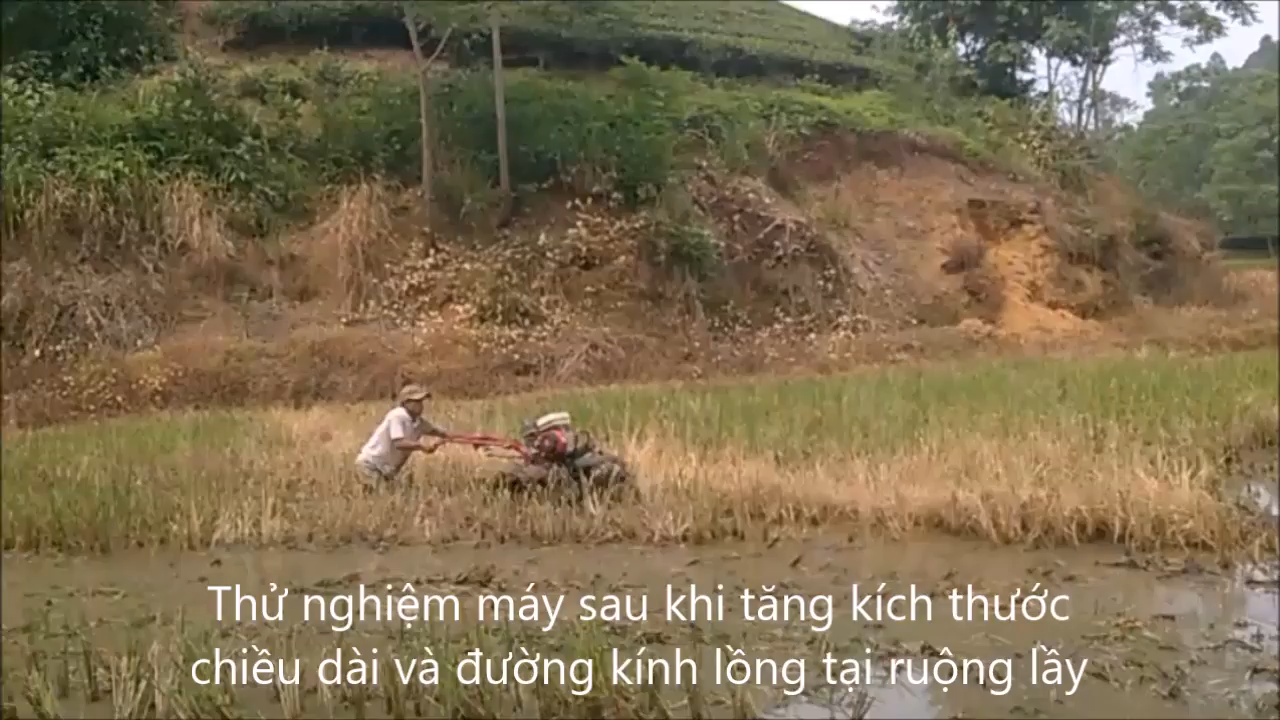 Thử nghiệm máy sau khi tăng kích thước
chiều dài và đường kính lồng tại ruộng lầy